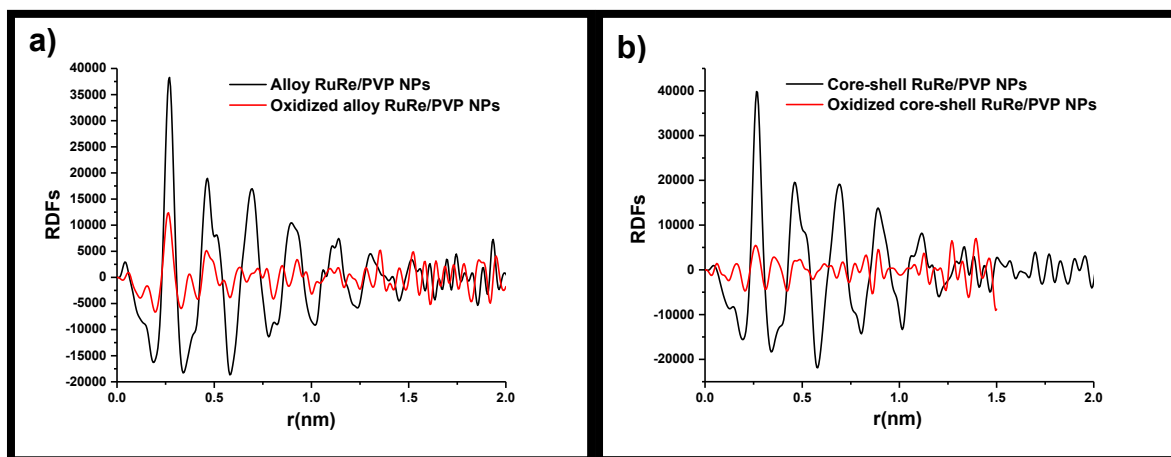 a)
Alloy RuRe/PVP NPs
Oxidized alloy RuRe/PVP NPs
RDFs
40000
35000
30000
25000
20000
15000
10000
5000
0
-5000
-10000
-15000
-20000
0.0 0.5 1.0 1.5 2.0
r(nm)
b)
Core-shell RuRe/PVP NPs
Oxidized core-shell RuRe/PVP NPs
RDFs
40000
30000
20000
10000
0
-10000
-20000
0.0 0.5 1.0 1.5 2.0
r(nm)